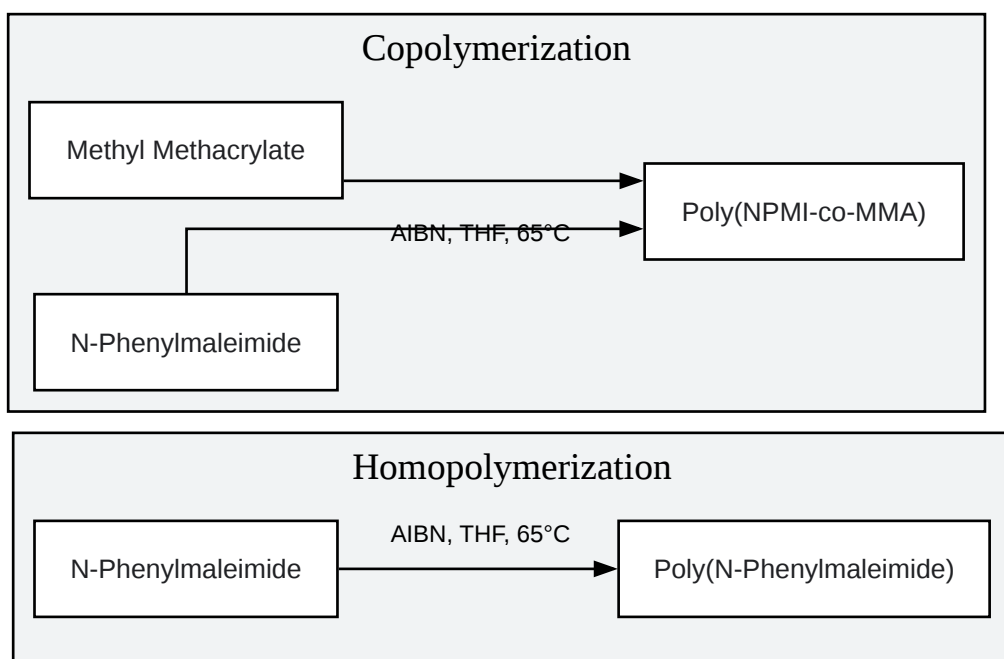 Copolymerization
Methyl Methacrylate
Poly(NPMI-co-MMA)
AIBN, THF, 65°C
N-Phenylmaleimide
Homopolymerization
AIBN, THF, 65°C
N-Phenylmaleimide
Poly(N-Phenylmaleimide)